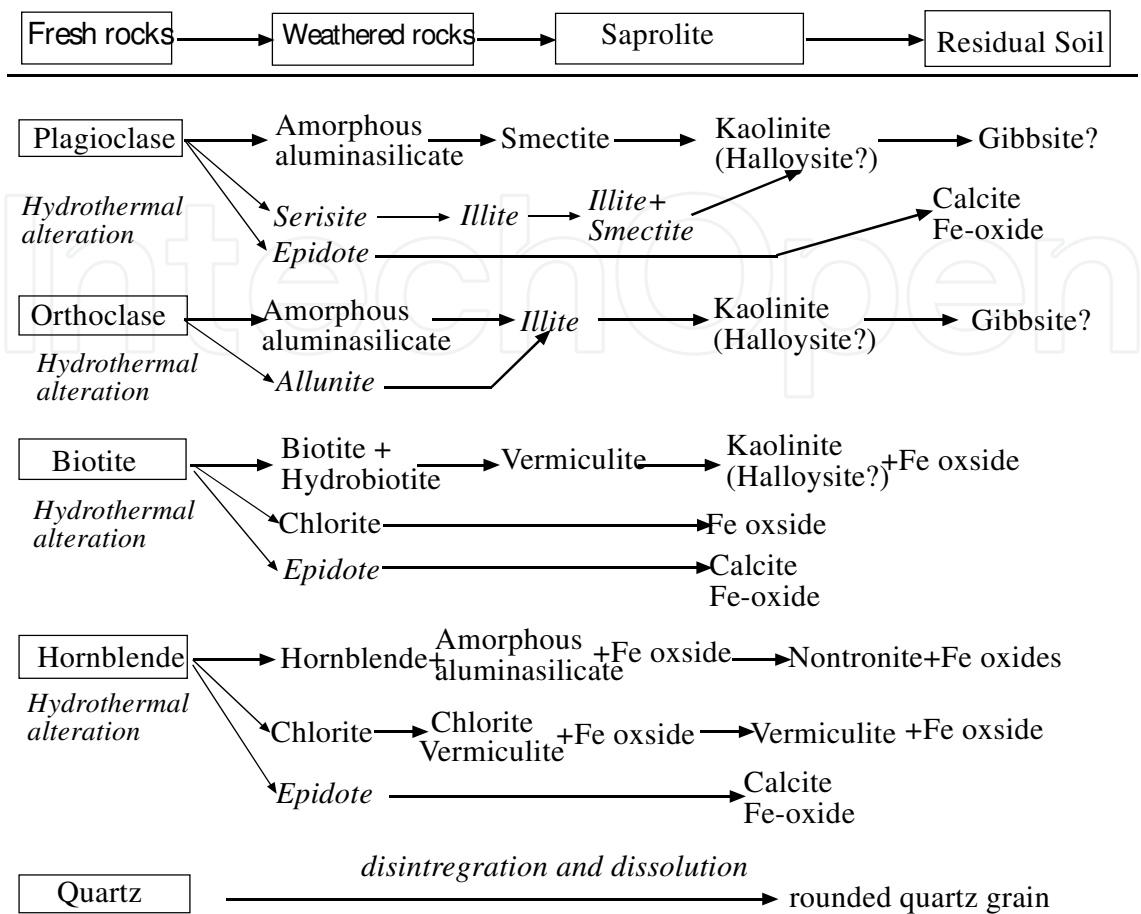 Fresh rocks Weathered rocks Saprolite Residual Soil
Plagioclase Amorphous aluminasilicate Smectite Kaolinite (Halloysite?) Gibbsite?
Hydrothermal alteration
Serisite Illite Illite+ Smectite
Epidote Calcite Fe-oxide
IntechOpen
Orthoclase Amorphous aluminasilicate Illite Kaolinite (Halloysite?) Gibbsite?
Hydrothermal alteration
Allunite
Biotite Biotite + Hydrobiotite Vermiculite Kaolinite (Halloysite?) +Fe oxside
Hydrothermal alteration
Chlorite Fe oxside
Epidote Calcite Fe-oxide
Hornblende Hornblende+ Amorphous aluminasilicate +Fe oxside Nontronite+Fe oxides
Hydrothermal alteration
Chlorite Chlorite Vermiculite +Fe oxside Vermiculite +Fe oxside
Epidote Calcite Fe-oxide
disintregration and dissolution
Quartz rounded quartz grain